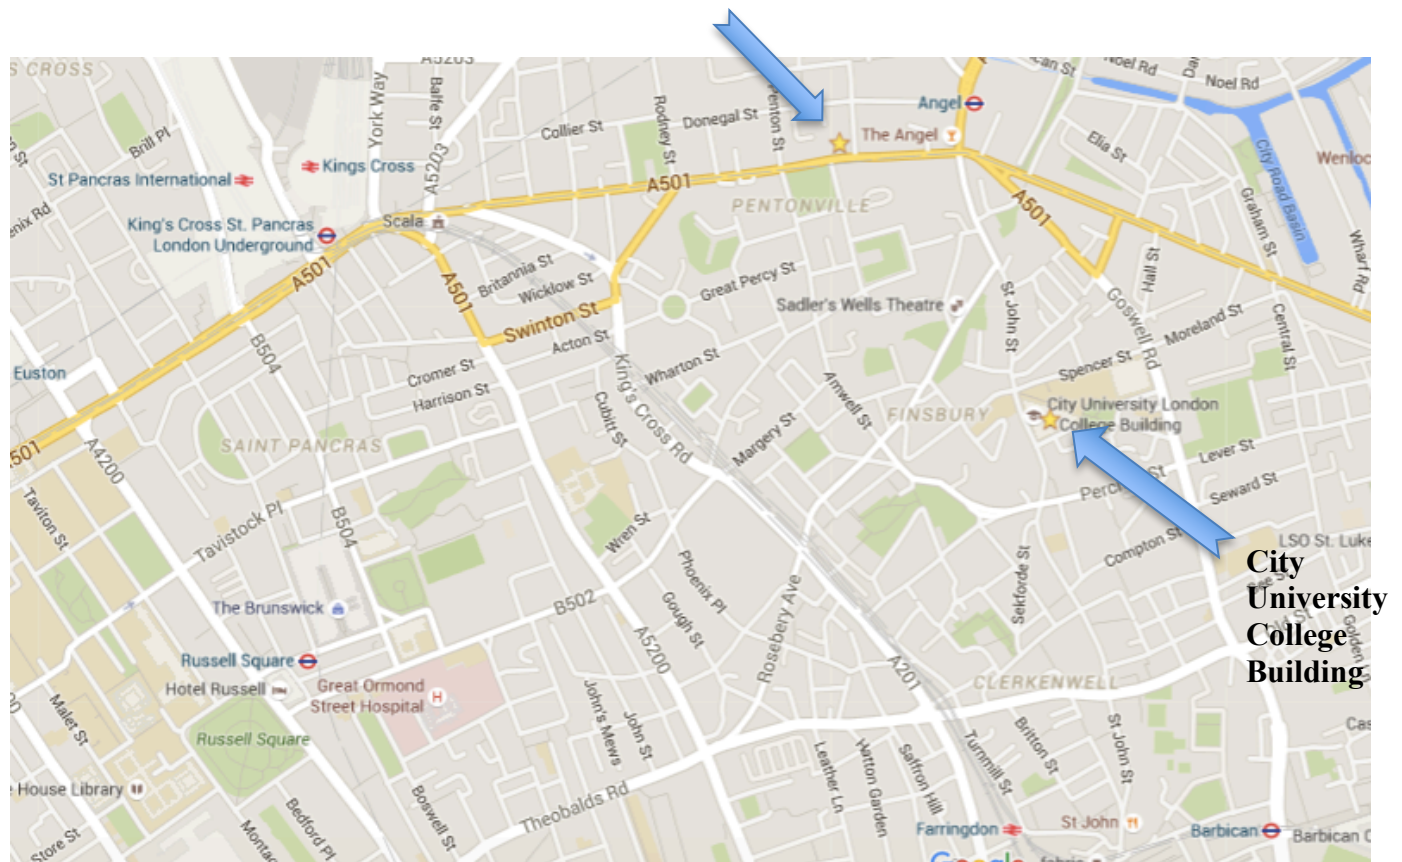 S CROSS
A5203
York Way
Balfe St
A5203
Brill Pl
Collier St
Rodney St
Donegal St
Penton St
Angel
The Angel
Noel Rd
Noel Rd
Elia St
City Road Basin
Graham St
Wharf Rd
St Pancras International
Kings Cross
King's Cross St. Pancras
London Underground
Scala
A501
PENTONVILLE
A501
A501
A501
Britannia St
Wicklow St
Swinton St
Acton St
Great Percy St
Sadler's Wells Theatre
St John St
Hall St
Goswell Rd
Moreland St
Central St
Spencer St
B504
Euston
Cromer St
Harrison St
King's Cross Rd
Wharton St
Cubitt St
Amwell St
Margery St
FINSBURY
City University London
College Building
Lever St
Seward St
Compton St
LSO St. Luke
501
A4200
SAINT PANCRAS
Taviton St
Tavistock Pl
B504
Wren St
Phoenix Pl
Gough St
Rosebery Ave
Sekforde St
City
University
College
Building
The Brunswick
B502
A5200
A201
CLERKENWELL
Russell Square
Hotel Russell
Great Ormond
Street Hospital
Malet St
Russell Square
John's Mews
John St
Leather Ln
Hatton Garden
Saffron Hill
Turnmill St
Britton St
St John St
House Library
Store St
Bedford Pl
Boswell St
Theobalds Rd
Farringdon
St John
Barbican
Barbican C